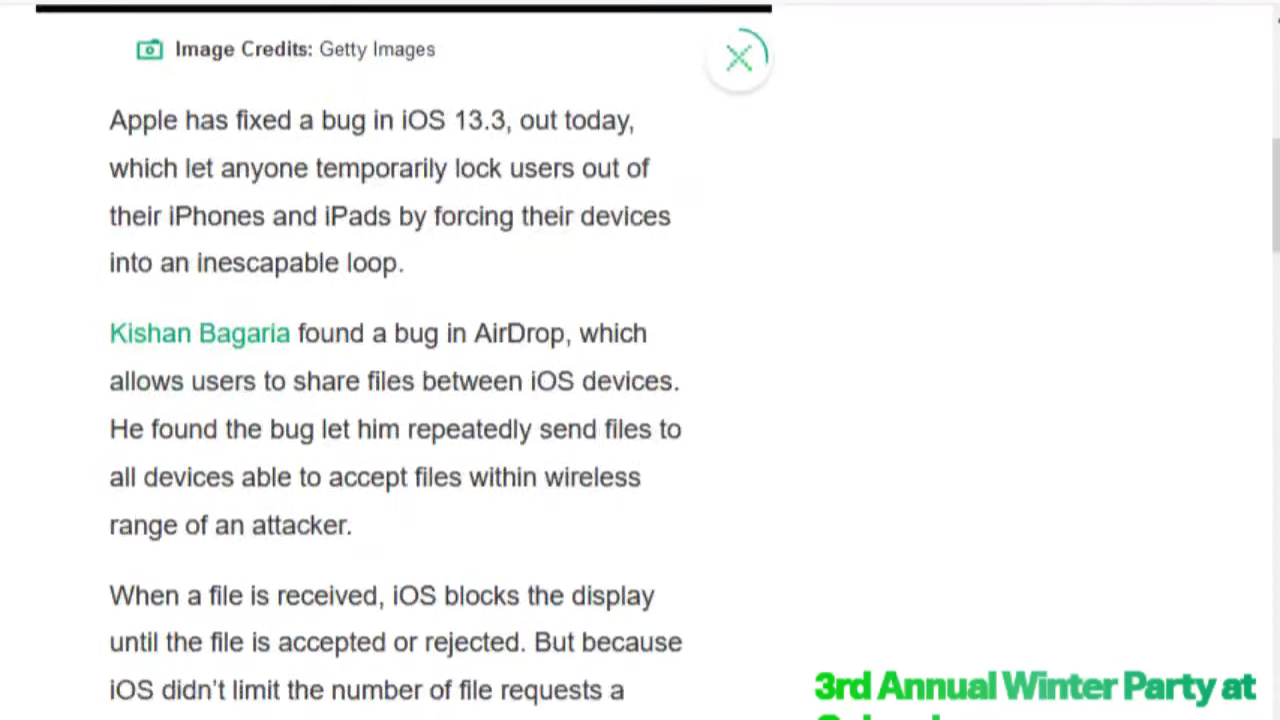 Image Credits: Getty Images
Apple has fixed a bug in iOS 13.3, out today,
which let anyone temporarily lock users out of
their iPhones and iPads by forcing their devices
into an inescapable loop.
Kishan Bagaria found a bug in AirDrop, which
allows users to share files between iOS devices.
He found the bug let him repeatedly send files to
all devices able to accept files within wireless
range of an attacker.
When a file is received, iOS blocks the display
until the file is accepted or rejected. But because
iOS didn’t limit the number of file requests a
3rd Annual Winter Party at